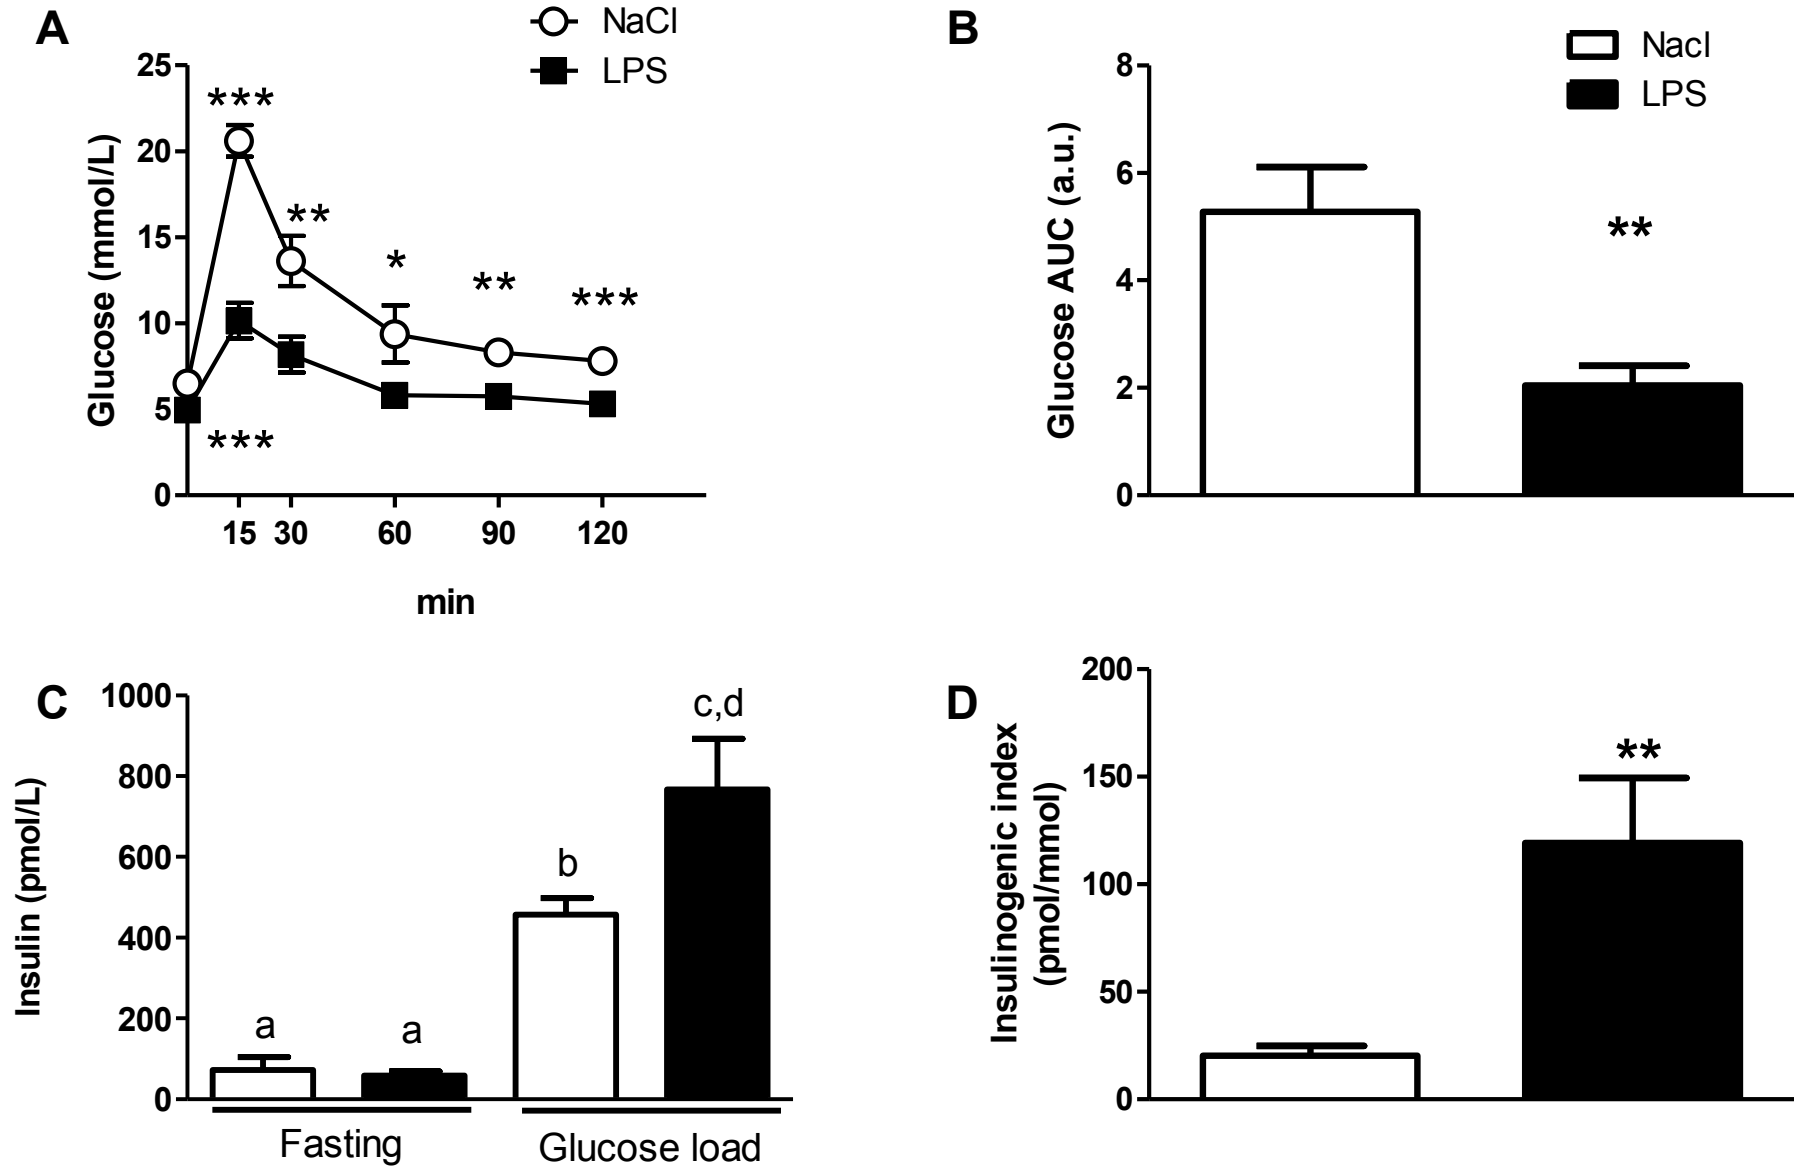 A
NaCl
LPS
Glucose (mmol/L)
25
20
15
10
5
0
***
**
*
**
***
***
15 30 60 90 120
min
B
Nacl
LPS
Glucose AUC (a.u.)
8
6
4
2
0
**
C
Insulin (pmol/L)
1000
800
600
400
200
0
a
a
b
c,d
Fasting
Glucose load
D
Insulinogenic index
(pmol/mmol)
200
150
100
50
0
**